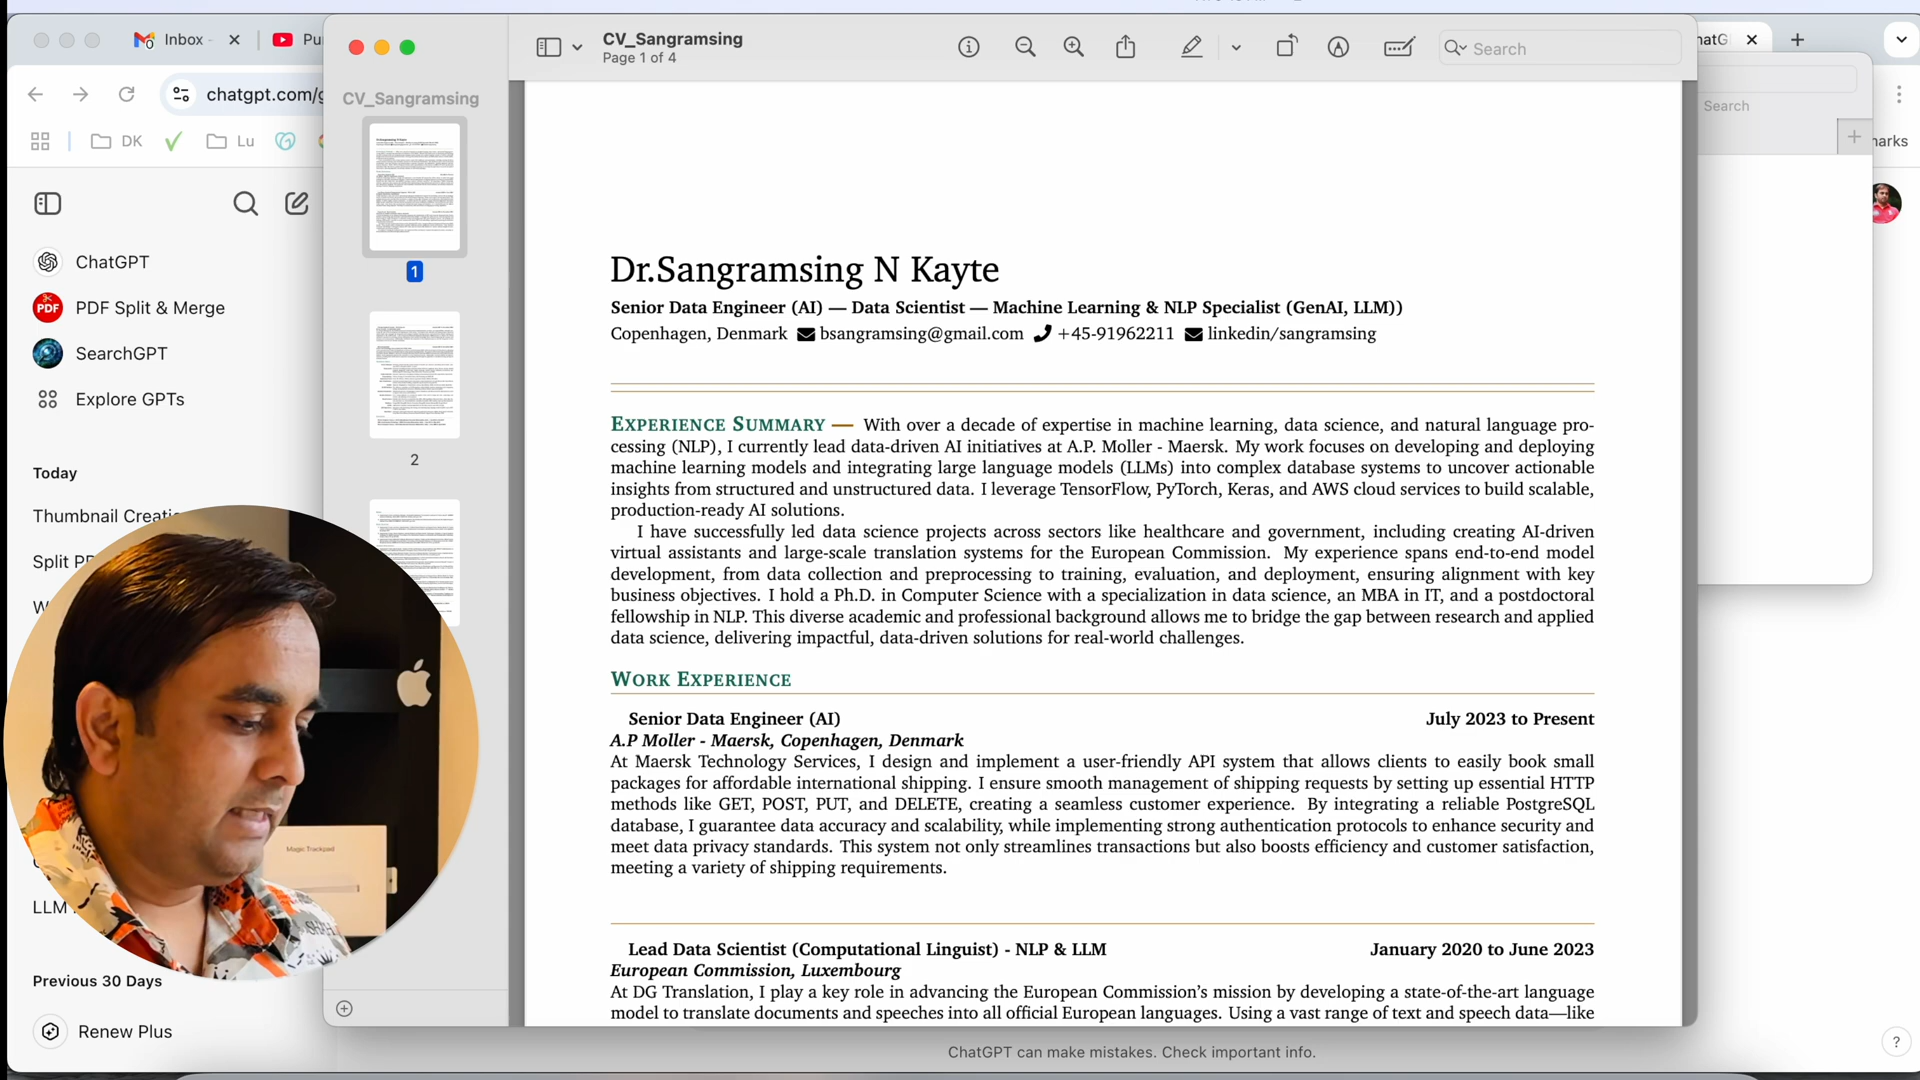 Inbox -
Pu
chatgpt.com/g
DK
Lu
PDF Split & Merge
ChatGPT
SearchGPT
Explore GPTs
Today
Thumbnail Creati
Split P
W
LLM
Previous 30 Days
Renew Plus
CV_Sangramsing
Page 1 of 4
Search
CV_Sangramsing
1
2
Dr.Sangramsing N Kayte
Senior Data Engineer (AI) — Data Scientist — Machine Learning & NLP Specialist (GenAI, LLM))
Copenhagen, Denmark bsangramsing@gmail.com +45-91962211 linkedin/sangramsing
EXPERIENCE SUMMARY — With over a decade of expertise in machine learning, data science, and natural language pro-
cessing (NLP), I currently lead data-driven AI initiatives at A.P. Moller - Maersk. My work focuses on developing and deploying
machine learning models and integrating large language models (LLMs) into complex database systems to uncover actionable
insights from structured and unstructured data. I leverage TensorFlow, PyTorch, Keras, and AWS cloud services to build scalable,
production-ready AI solutions.
I have successfully led data science projects across sectors like healthcare and government, including creating AI-driven
virtual assistants and large-scale translation systems for the European Commission. My experience spans end-to-end model
development, from data collection and preprocessing to training, evaluation, and deployment, ensuring alignment with key
business objectives. I hold a Ph.D. in Computer Science with a specialization in data science, an MBA in IT, and a postdoctoral
fellowship in NLP. This diverse academic and professional background allows me to bridge the gap between research and applied
data science, delivering impactful, data-driven solutions for real-world challenges.
WORK EXPERIENCE
Senior Data Engineer (AI) July 2023 to Present
A.P Moller - Maersk, Copenhagen, Denmark
At Maersk Technology Services, I design and implement a user-friendly API system that allows clients to easily book small
packages for affordable international shipping. I ensure smooth management of shipping requests by setting up essential HTTP
methods like GET, POST, PUT, and DELETE, creating a seamless customer experience. By integrating a reliable PostgreSQL
database, I guarantee data accuracy and scalability, while implementing strong authentication protocols to enhance security and
meet data privacy standards. This system not only streamlines transactions but also boosts efficiency and customer satisfaction,
meeting a variety of shipping requirements.
Lead Data Scientist (Computational Linguist) - NLP & LLM January 2020 to June 2023
European Commission, Luxembourg
At DG Translation, I play a key role in advancing the European Commission's mission by developing a state-of-the-art language
model to translate documents and speeches into all official European languages. Using a vast range of text and speech data—like
ChatGPT can make mistakes. Check important info.
hatG
Search
marks
Magic Trackpad
?